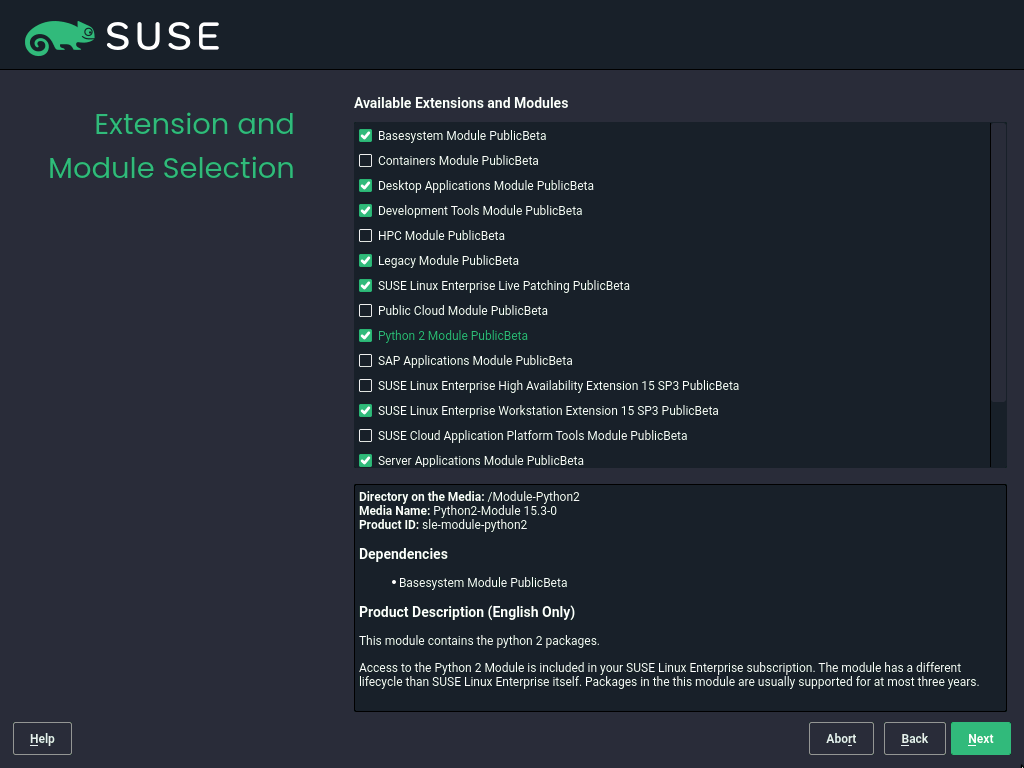 SUSE
Extension and
Module Selection
Available Extensions and Modules
Basesystem Module PublicBeta
Containers Module PublicBeta
Desktop Applications Module PublicBeta
Development Tools Module PublicBeta
HPC Module PublicBeta
Legacy Module PublicBeta
SUSE Linux Enterprise Live Patching PublicBeta
Public Cloud Module PublicBeta
Python 2 Module PublicBeta
SAP Applications Module PublicBeta
SUSE Linux Enterprise High Availability Extension 15 SP3 PublicBeta
SUSE Linux Enterprise Workstation Extension 15 SP3 PublicBeta
SUSE Cloud Application Platform Tools Module PublicBeta
Server Applications Module PublicBeta
Directory on the Media: /Module-Python2
Media Name: Python2-Module 15.3-0
Product ID: sle-module-python2
Dependencies
• Basesystem Module PublicBeta
Product Description (English Only)
This module contains the python 2 packages.
Access to the Python 2 Module is included in your SUSE Linux Enterprise subscription. The module has a different
lifecycle than SUSE Linux Enterprise itself. Packages in the this module are usually supported for at most three years.
Help
Abort
Back
Next